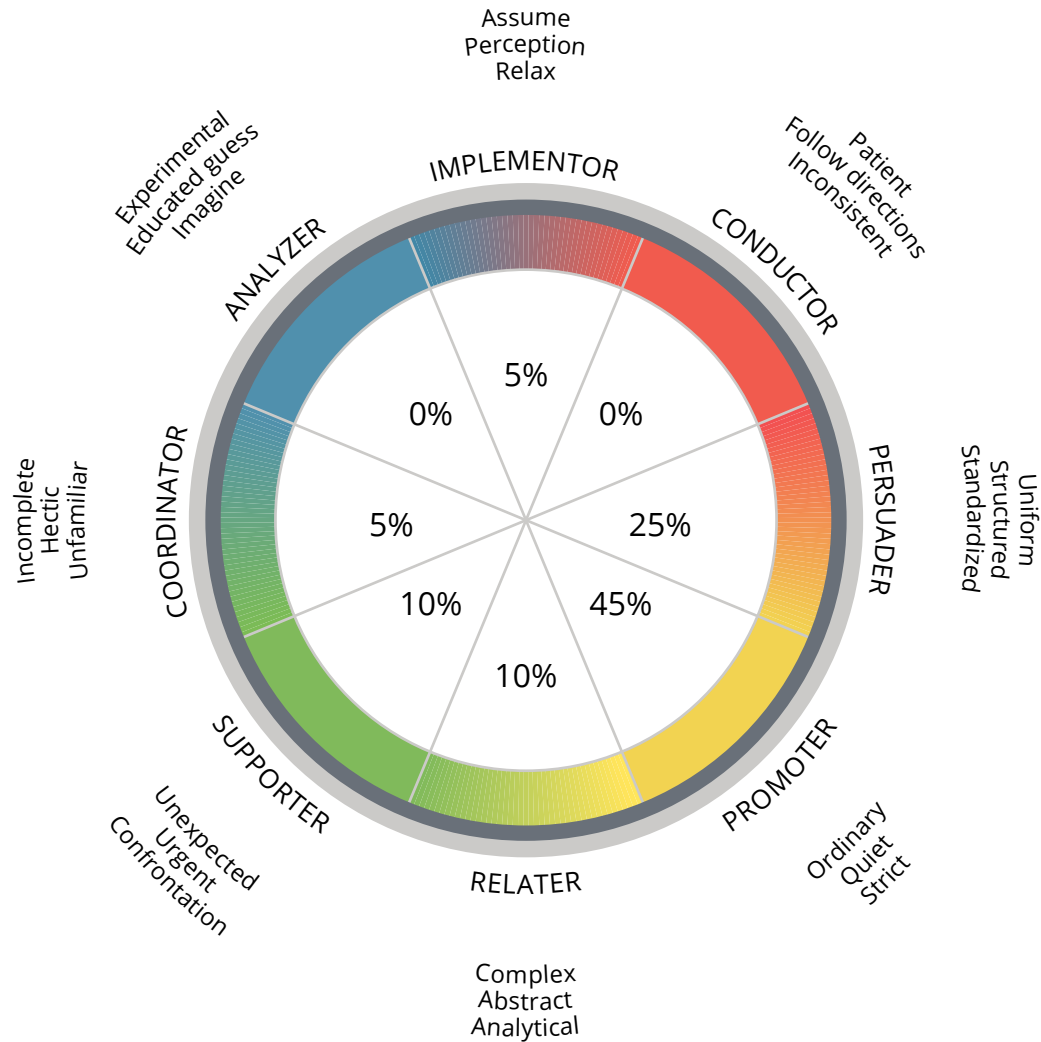 Assume
Perception
Relax
IMPLEMENTOR
Patient
Follow directions
Inconsistent
CONDUCTOR
Uniform
Structured
Standardized
PERSUADER
Ordinary
Quiet
Strict
PROMOTER
Complex
Abstract
Analytical
RELATER
Unexpected
Urgent
Confrontation
SUPPORTER
Incomplete
Hectic
Unfamiliar
COORDINATOR
Experimental
Educated guess
Imagine
ANALYZER
5%
0%
25%
45%
10%
10%
5%
0%